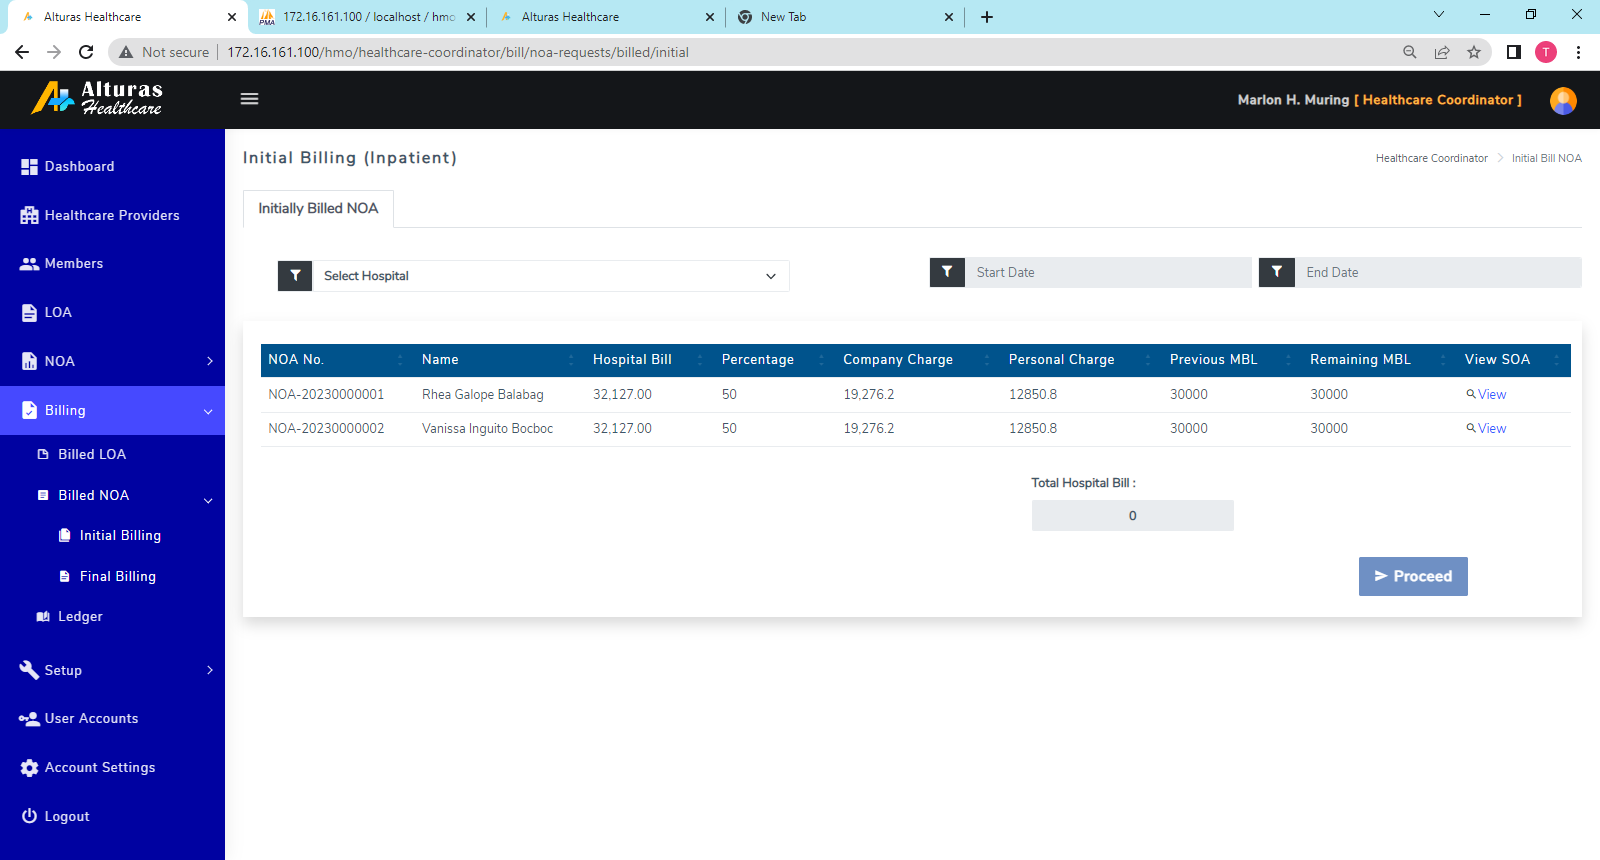 Alturas Healthcare
172.16.161.100 / localhost / hmo
Alturas Healthcare
New Tab
Not secure
172.16.161.100/hmo/healthcare-coordinator/bill/noa-requests/billed/initial
T
Alturas
Healthcare
Marlon H. Muring [ Healthcare Coordinator ]
Dashboard
Healthcare Providers
Members
LOA
NOA
Billing
Billed LOA
Billed NOA
Initial Billing
Final Billing
Ledger
Setup
User Accounts
Account Settings
Logout
Initial Billing (Inpatient)
Healthcare Coordinator > Initial Bill NOA
Initially Billed NOA
Select Hospital
Start Date
End Date
NOA No. Name Hospital Bill Percentage Company Charge Personal Charge Previous MBL Remaining MBL View SOA
NOA-20230000001 Rhea Galope Balabag 32,127.00 50 19,276.2 12850.8 30000 30000 View
NOA-20230000002 Vanissa Inguito Bocboc 32,127.00 50 19,276.2 12850.8 30000 30000 View
Total Hospital Bill :
0
Proceed